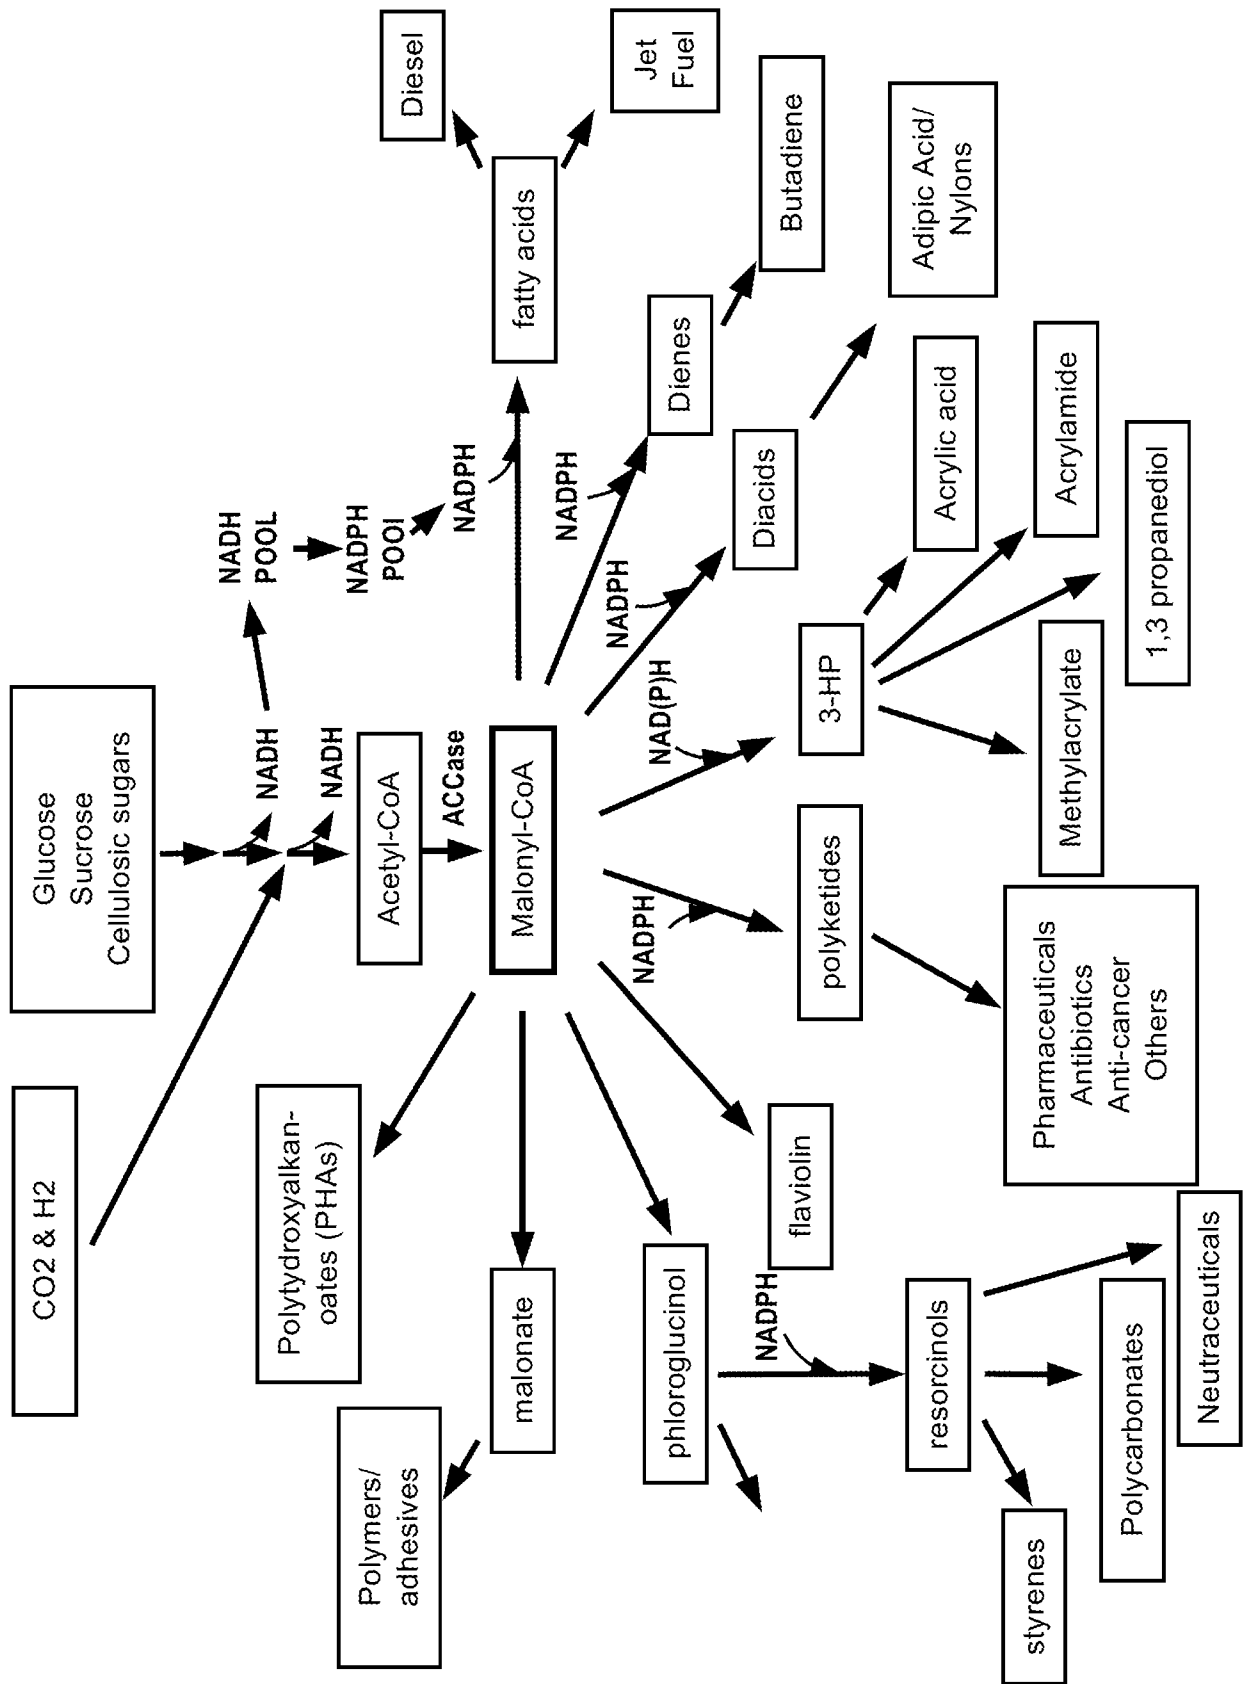 CO2 & H2
Glucose
Sucrose
Cellulosic sugars
NADH
NADH
NADH
POOL
NADPH
POOl
NADPH
Acetyl-CoA
ACCase
Malonyl-CoA
fatty acids
Diesel
Jet
Fuel
NADPH
Dienes
Butadiene
NADPH
Diacids
Adipic Acid/
Nylons
NAD(P)H
3-HP
Acrylic acid
Acrylamide
1,3 propanediol
Methylacrylate
NADPH
polyketides
Pharmaceuticals
Antibiotics
Anti-cancer
Others
flaviolin
Polytydroxyalkan-
oates (PHAs)
malonate
Polymers/
adhesives
phloroglucinol
NADPH
resorcinols
styrenes
Polycarbonates
Neutraceuticals